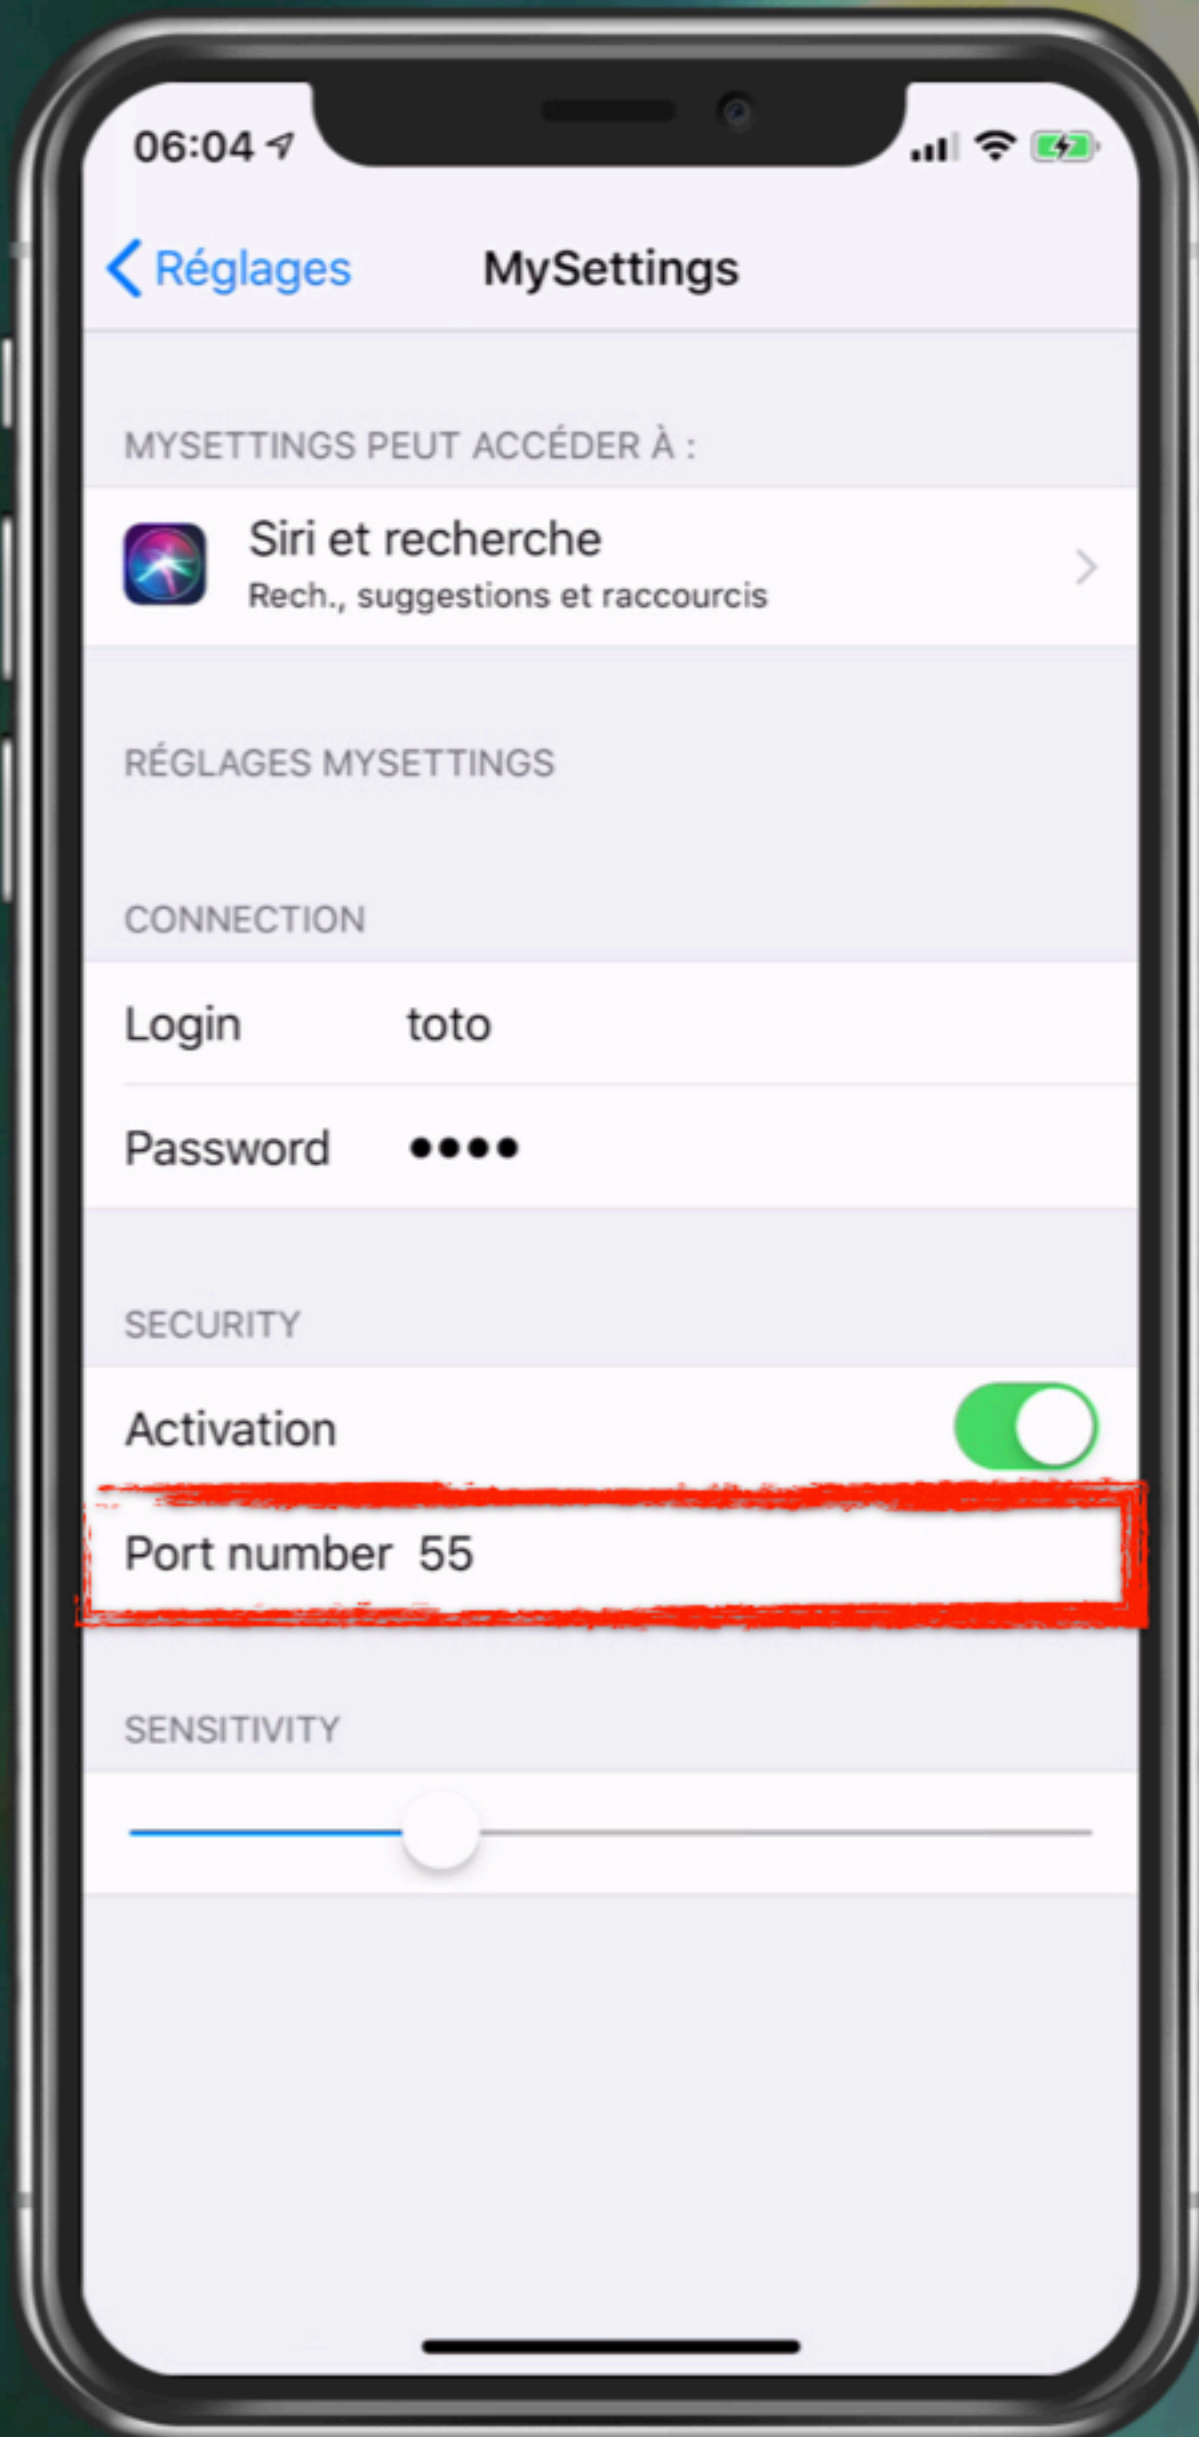 06:04
Réglages
MySettings
MYSETTINGS PEUT ACCÉDER À :
Siri et recherche
Rech., suggestions et raccourcis
RÉGLAGES MYSETTINGS
CONNECTION
Login toto
Password ••••
SECURITY
Activation
Port number 55
SENSITIVITY